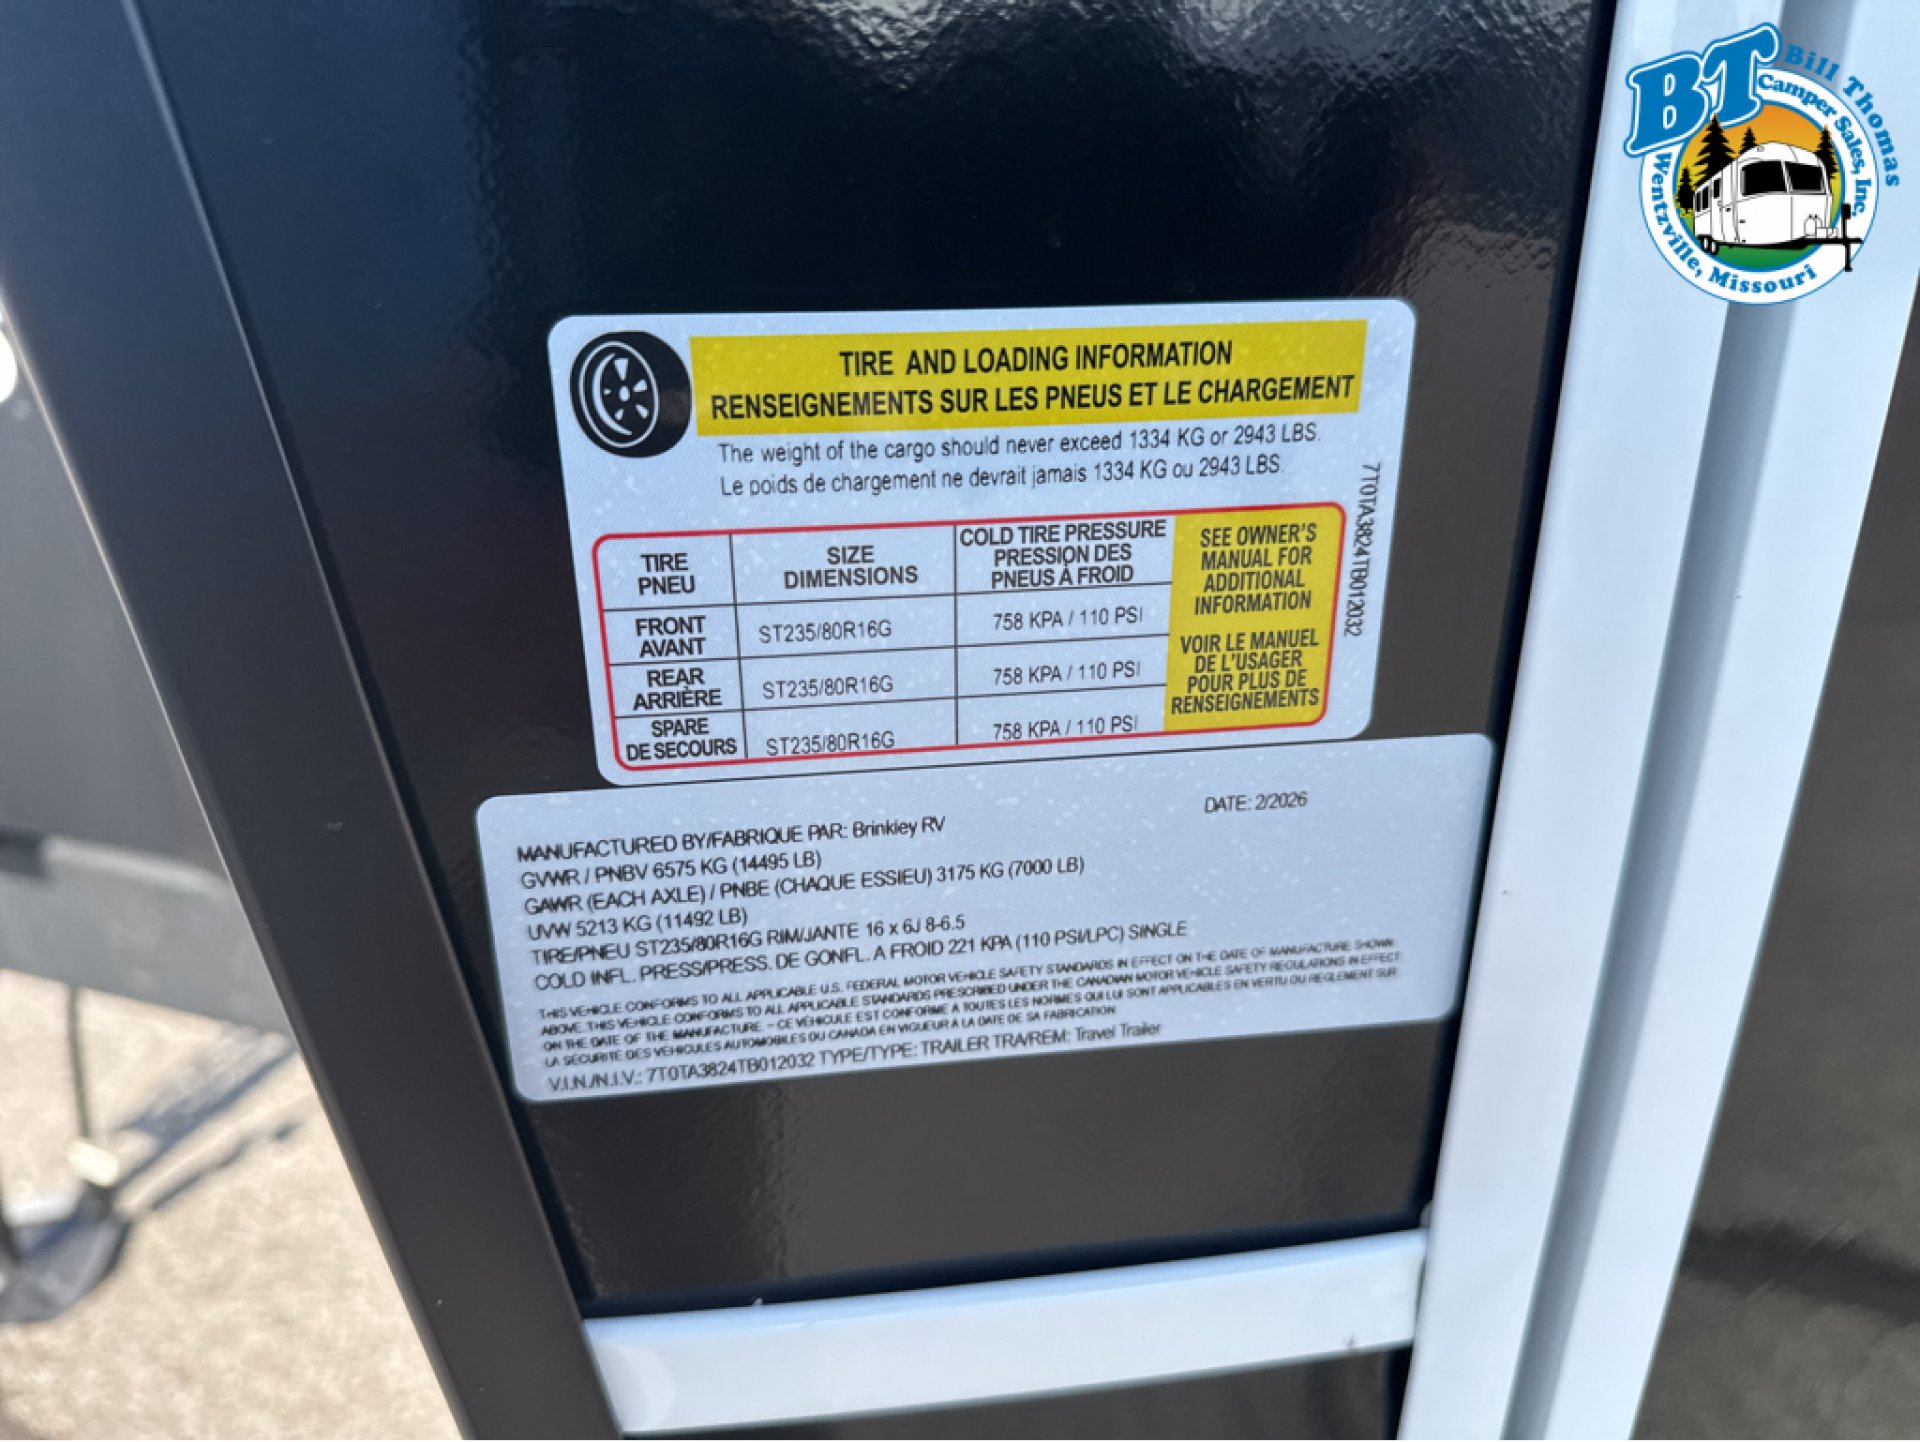 BT Bill Thomas
Camper Sales, Inc.
Wentzville, Missouri
TIRE AND LOADING INFORMATION
RENSEIGNEMENTS SUR LES PNEUS ET LE CHARGEMENT
The weight of the cargo should never exceed 1334 KG or 2943 LBS.
Le poids de chargement ne devrait jamais 1334 KG ou 2943 LBS.
TIRE
PNEU
SIZE
DIMENSIONS
COLD TIRE PRESSURE
PRESSION DES
PNEUS À FROID
FRONT
AVANT
ST235/80R16G
758 KPA / 110 PSI
REAR
ARRIÈRE
ST235/80R16G
758 KPA / 110 PSI
SPARE
DE SECOURS
ST235/80R16G
758 KPA / 110 PSI
SEE OWNER'S
MANUAL FOR
ADDITIONAL
INFORMATION
VOIR LE MANUEL
DE L'USAGER
POUR PLUS DE
RENSEIGNEMENTS
7T0TA3824TB012032
DATE: 2/2026
MANUFACTURED BY/FABRIQUE PAR: Brinkley RV
GVWR / PNBV 6575 KG (14495 LB)
GAWR (EACH AXLE) / PNBE (CHAQUE ESSIEU) 3175 KG (7000 LB)
UVW 5213 KG (11492 LB)
TIRE/PNEU ST235/80R16G RIM/JANTE 16 x 6J 8-6.5
COLD INFL. PRESS/PRESS. DE GONFL. A FROID 221 KPA (110 PSI/LPC) SINGLE
THIS VEHICLE CONFORMS TO ALL APPLICABLE U.S. FEDERAL MOTOR VEHICLE SAFETY STANDARDS IN EFFECT ON THE DATE OF MANUFACTURE SHOWN
ABOVE. THIS VEHICLE CONFORMS TO ALL APPLICABLE STANDARDS PRESCRIBED UNDER THE CANADIAN MOTOR VEHICLE SAFETY REGULATIONS IN EFFECT
ON THE DATE OF THE MANUFACTURE. - CE VÉHICULE EST CONFORME A TOUTES LES NORMES QUI LUI SONT APPLICABLES EN VERTU DU RÈGLEMENT SUR
LA SÉCURITÉ DES VÉHICULES AUTOMOBILES DU CANADA EN VIGUEUR À LA DATE DE SA FABRICATION
V.I.N./N.I.V.: 7T0TA3824TB012032 TYPE/TYPE: TRAILER TRA/REM: Travel Trailer